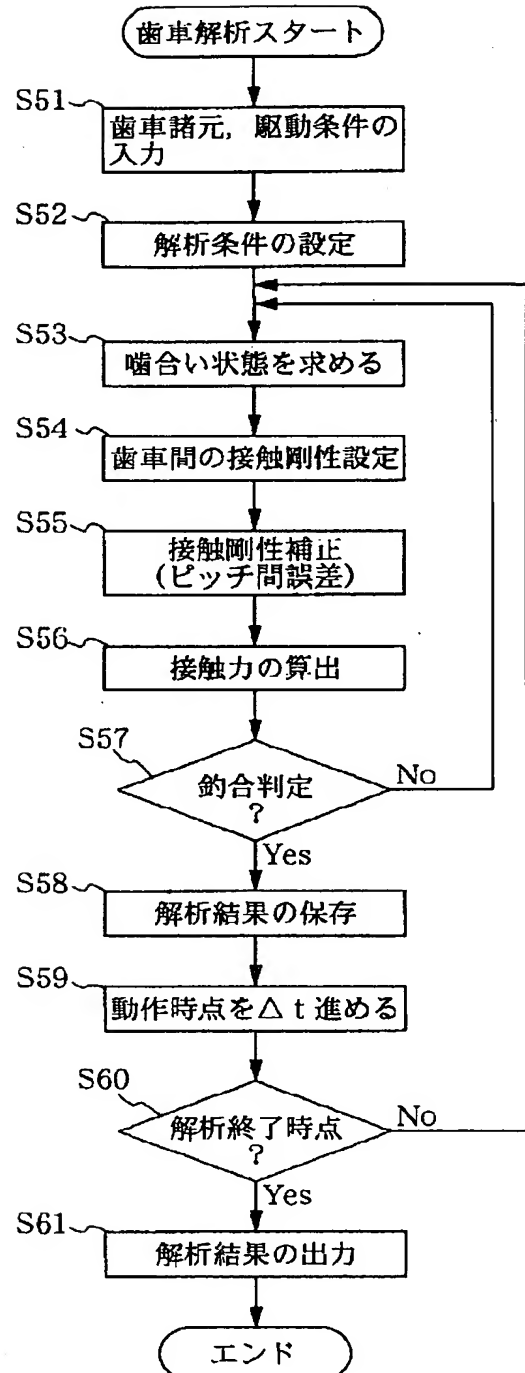 歯車解析スタート
S51
歯車諸元，駆動条件の
入力
S52
解析条件の設定
S53
噛合い状態を求める
S54
歯車間の接触剛性設定
S55
接触剛性補正
(ピッチ間誤差)
S56
接触力の算出
S57
釣合判定
?
No
Yes
S58
解析結果の保存
S59
動作時点を△t進める
S60
解析終了時点
?
No
Yes
S61
解析結果の出力
エンド